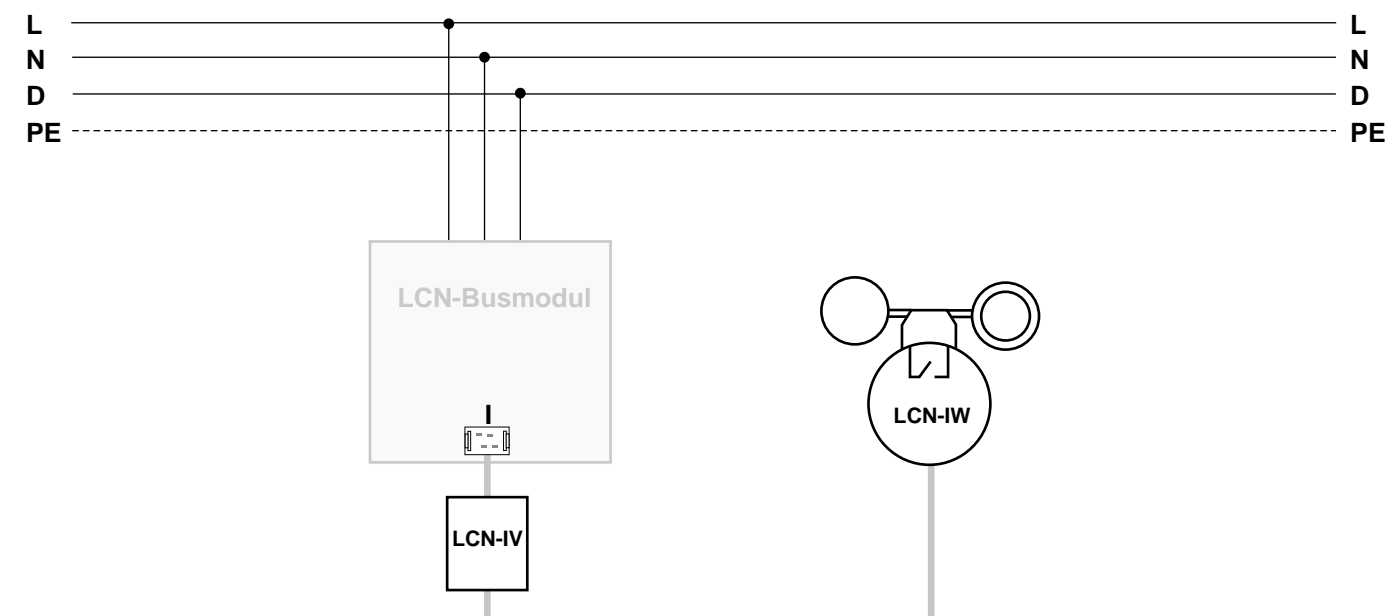 L L
N N
D D
PE PE
LCN-Busmodul
I
LCN-IW
LCN-IV